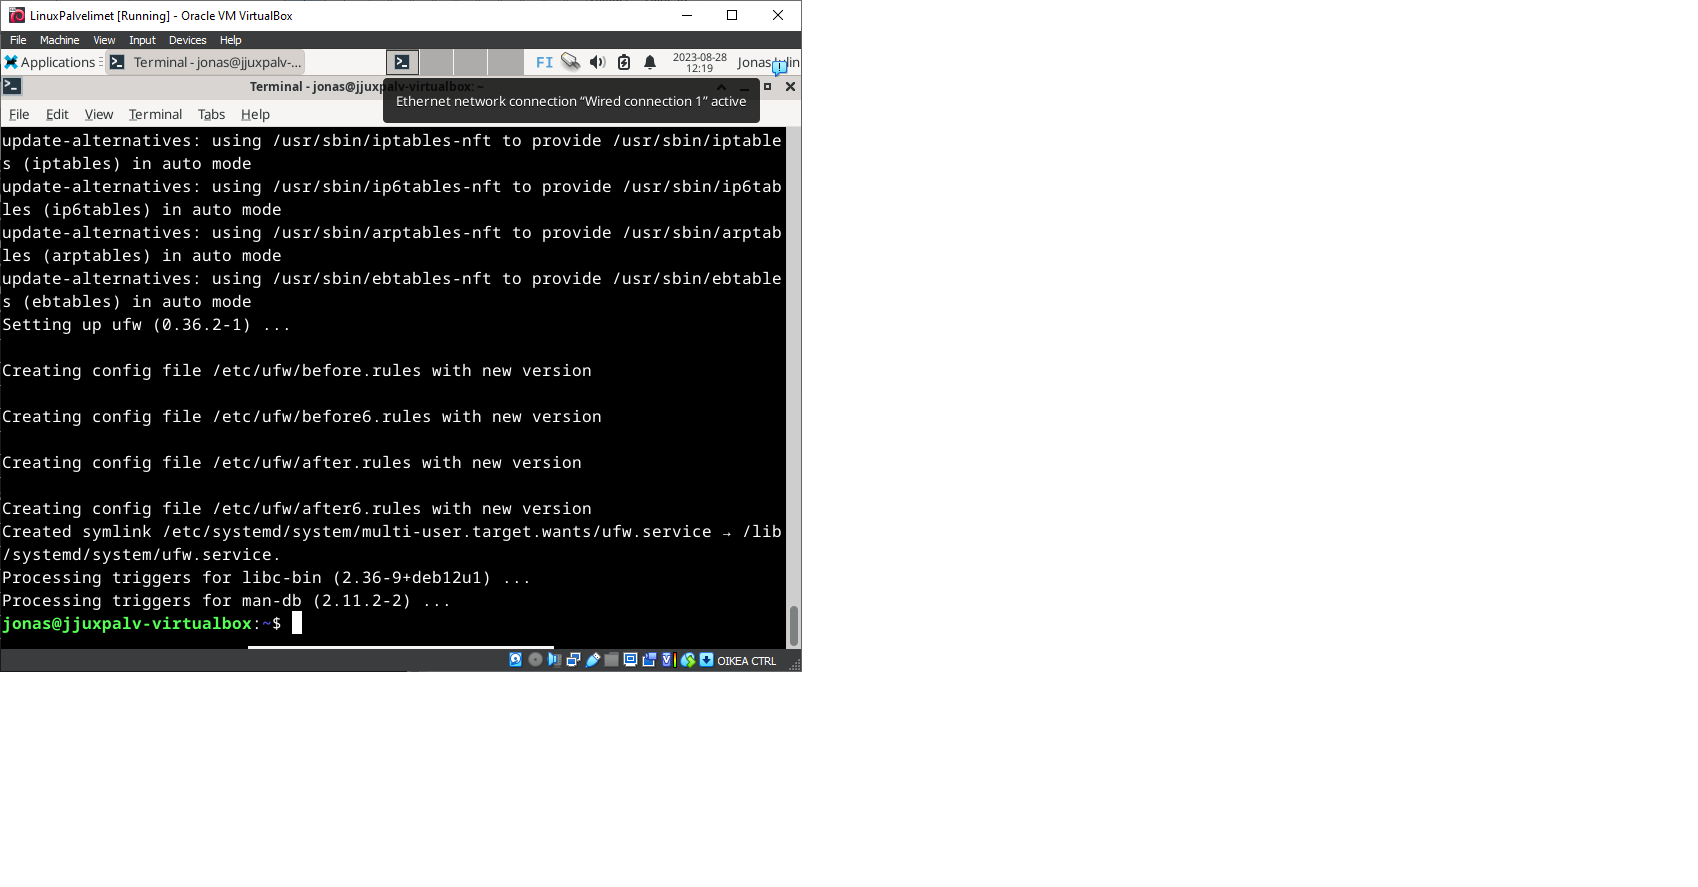 LinuxPalvelimet [Running] - Oracle VM VirtualBox
File Machine View Input Devices Help
Applications Terminal - jonas@jjuxpalv-... FI 2023-08-28 12:19 Jonas
Terminal - jonas@jjuxpalv-virtualbox: ~
Ethernet network connection “Wired connection 1” active
File Edit View Terminal Tabs Help
update-alternatives: using /usr/sbin/iptables-nft to provide /usr/sbin/iptable
s (iptables) in auto mode
update-alternatives: using /usr/sbin/ip6tables-nft to provide /usr/sbin/ip6tab
les (ip6tables) in auto mode
update-alternatives: using /usr/sbin/arptables-nft to provide /usr/sbin/arptab
les (arptables) in auto mode
update-alternatives: using /usr/sbin/ebtables-nft to provide /usr/sbin/ebtable
s (ebtables) in auto mode
Setting up ufw (0.36.2-1) ...
Creating config file /etc/ufw/before.rules with new version
Creating config file /etc/ufw/before6.rules with new version
Creating config file /etc/ufw/after.rules with new version
Creating config file /etc/ufw/after6.rules with new version
Created symlink /etc/systemd/system/multi-user.target.wants/ufw.service → /lib
/systemd/system/ufw.service.
Processing triggers for libc-bin (2.36-9+deb12u1) ...
Processing triggers for man-db (2.11.2-2) ...
jonas@jjuxpalv-virtualbox:~$
OIKEA CTRL